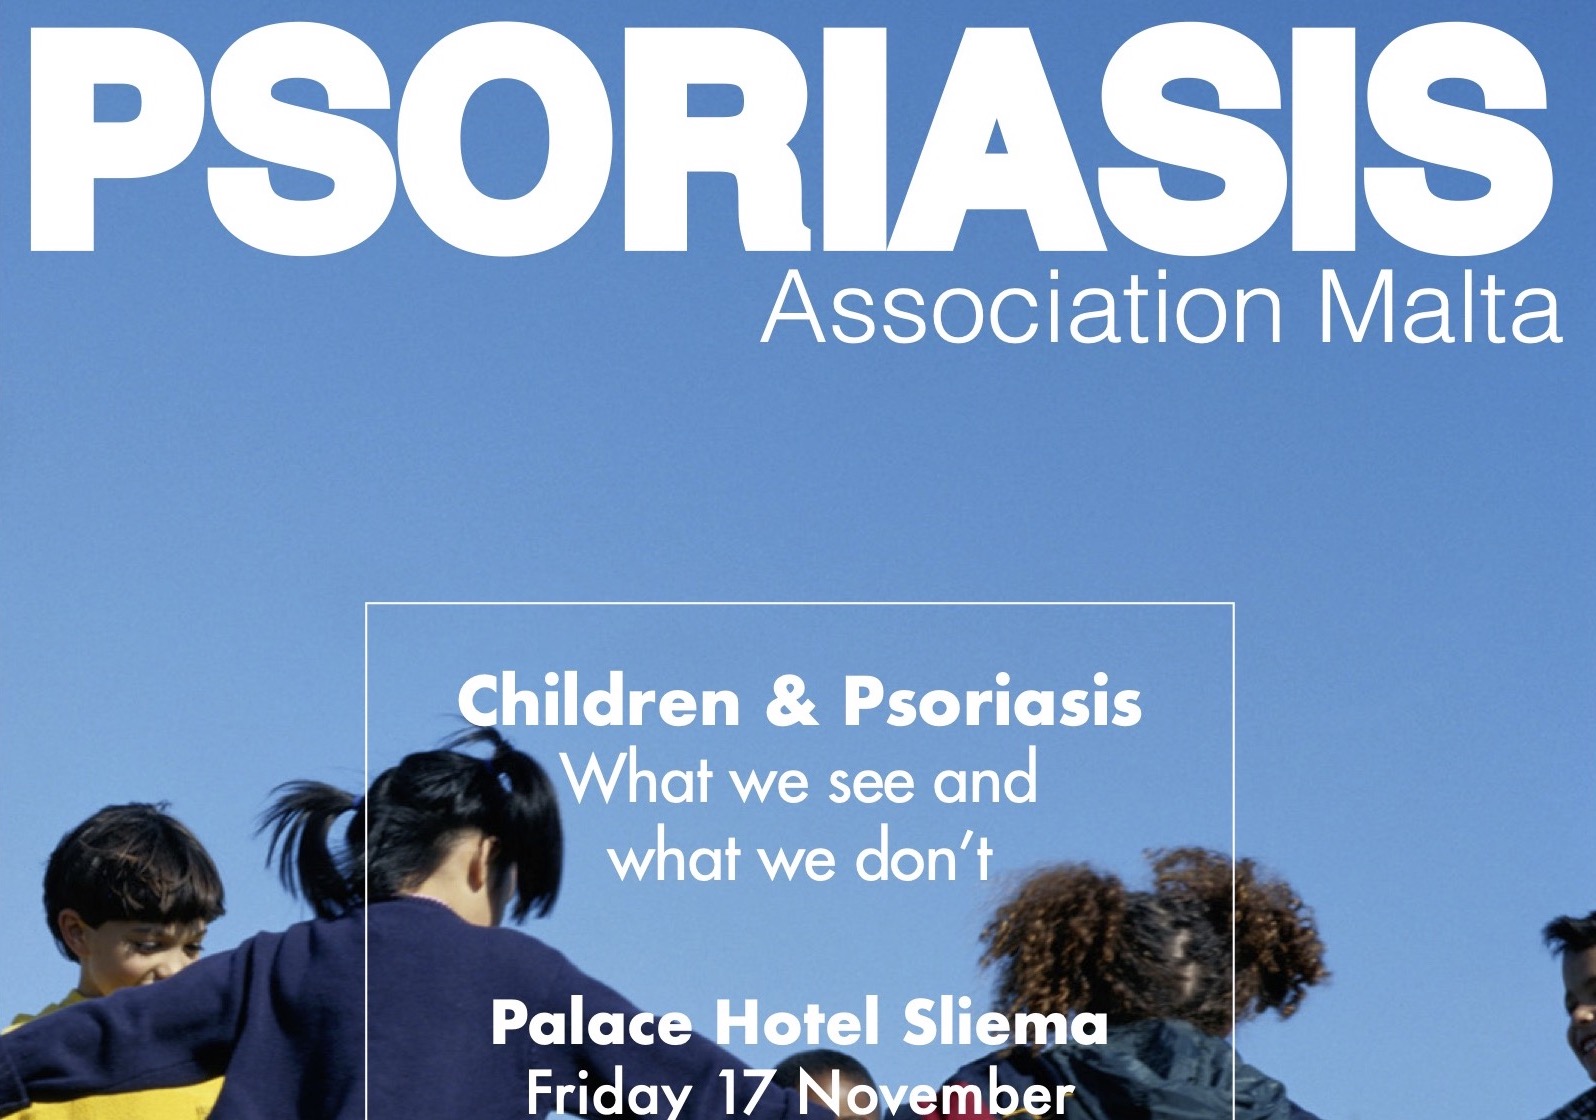 PSORIASIS
Association Malta
Children & Psoriasis
What we see and
what we don't
Palace Hotel Sliema
Friday 17 November